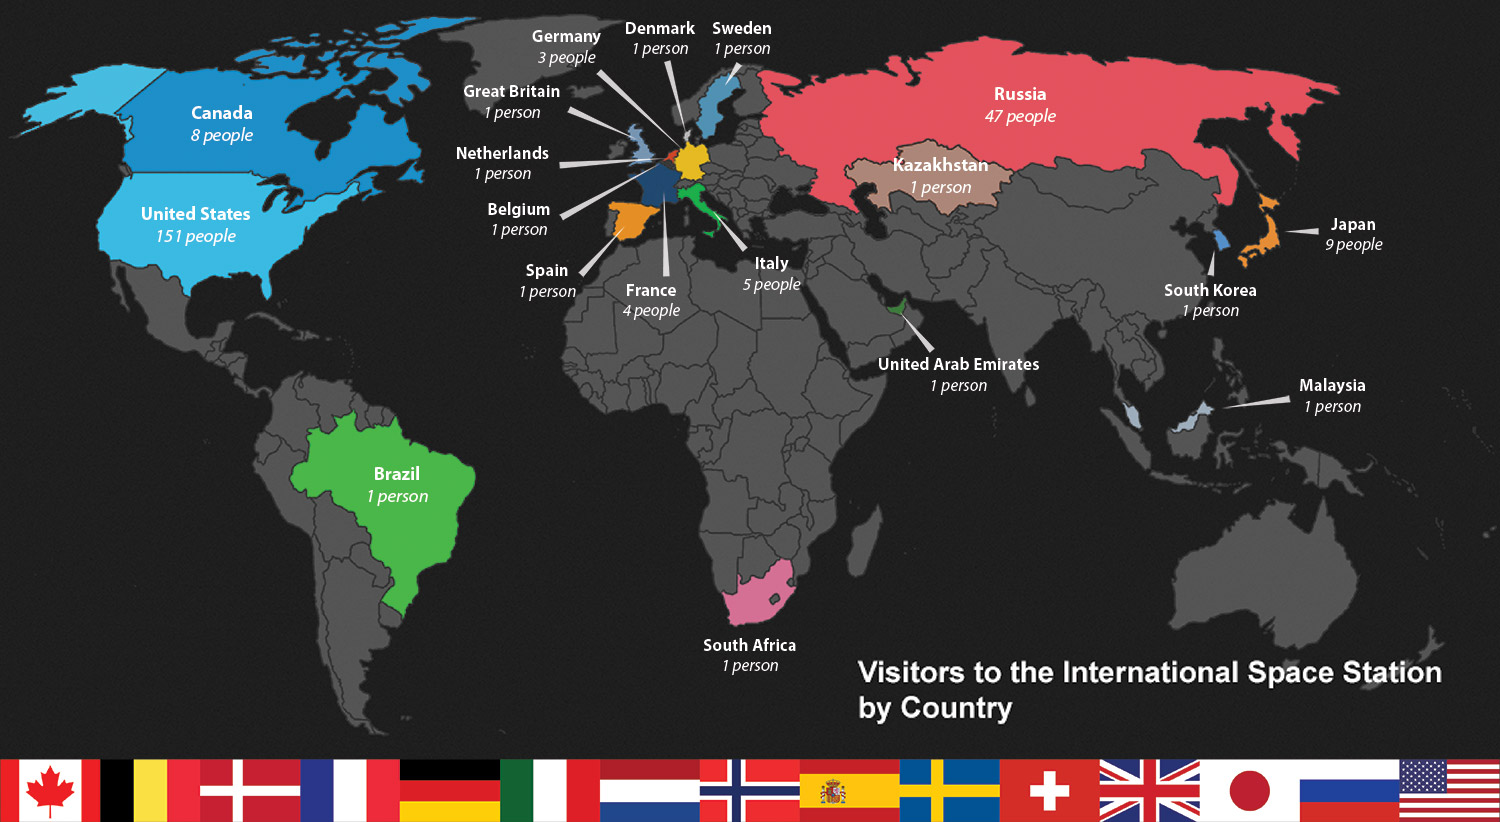 Denmark
1 person
Sweden
1 person
Germany
3 people
Great Britain
1 person
Canada
8 people
Russia
47 people
Netherlands
1 person
Kazakhstan
1 person
United States
151 people
Belgium
1 person
Japan
9 people
Spain
1 person
France
4 people
Italy
5 people
South Korea
1 person
United Arab Emirates
1 person
Malaysia
1 person
Brazil
1 person
South Africa
1 person
Visitors to the International Space Station
by Country